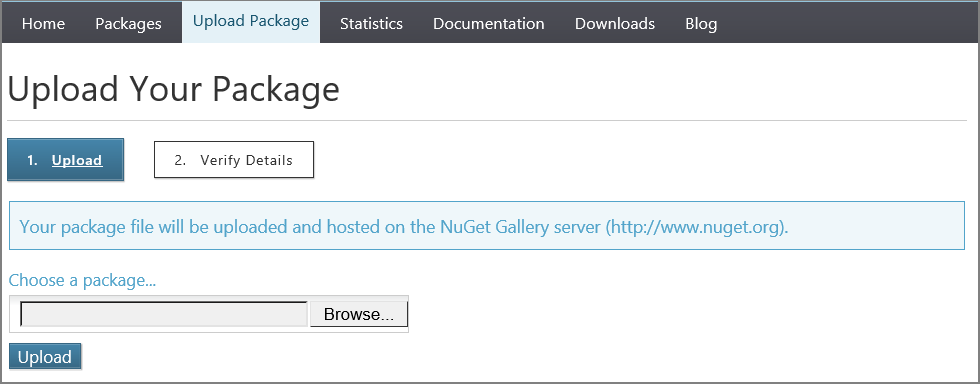 Home Packages Upload Package Statistics Documentation Downloads Blog
Upload Your Package
1. Upload 2. Verify Details
Your package file will be uploaded and hosted on the NuGet Gallery server (http://www.nuget.org).
Choose a package...
Browse...
Upload